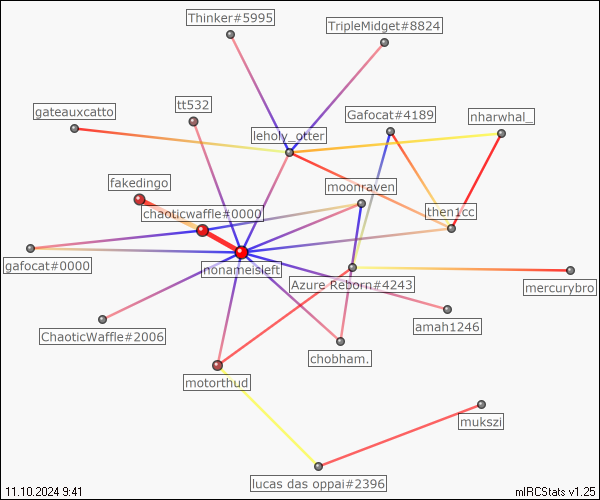 Thinker#5995
TripleMidget#8824
tt532
gateauxcatto
Gafocat#4189
nharwhal_
leholy_otter
fakedingo
moonraven
chaoticwaffle#0000
then1cc
gafocat#0000
nonameisleft
Azure Reborn#4243
mercurybro
amah1246
ChaoticWaffle#2006
chobham.
motorthud
mukszi
lucas das oppai#2396
11.10.2024 9:41
mIRCStats v1.25